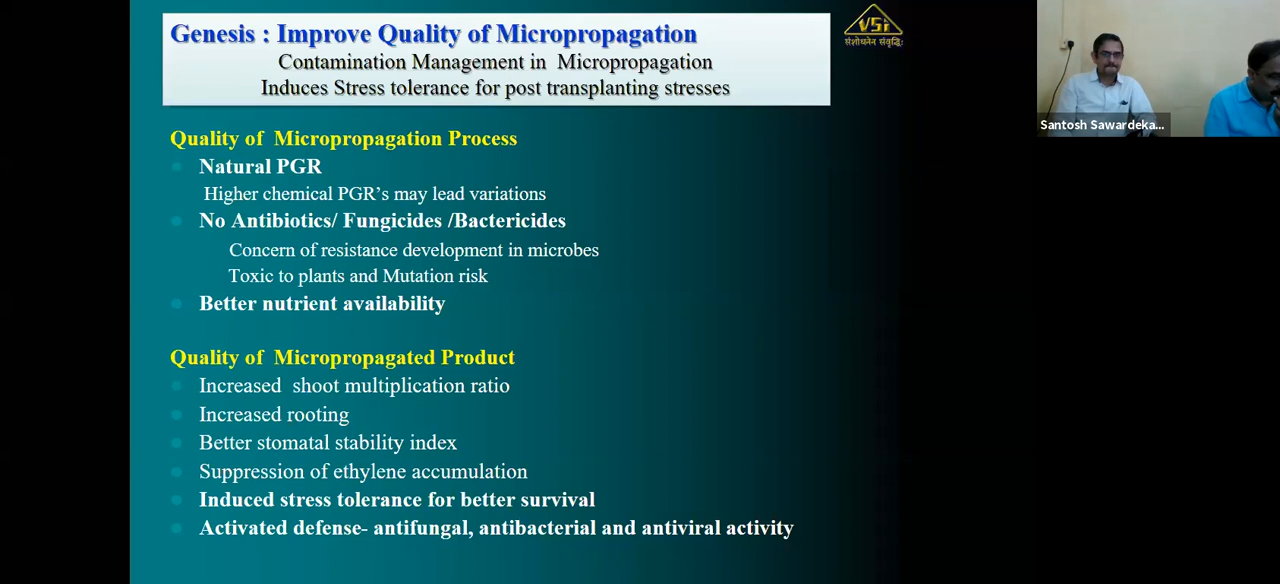 Genesis : Improve Quality of Micropropagation
Contamination Management in Micropropagation
Induces Stress tolerance for post transplanting stresses
VSI
संशोधनेन संवृद्धिः
Santosh Sawardeka...
Quality of Micropropagation Process
Natural PGR
Higher chemical PGR's may lead variations
No Antibiotics/ Fungicides /Bactericides
Concern of resistance development in microbes
Toxic to plants and Mutation risk
Better nutrient availability
Quality of Micropropagated Product
Increased shoot multiplication ratio
Increased rooting
Better stomatal stability index
Suppression of ethylene accumulation
Induced stress tolerance for better survival
Activated defense- antifungal, antibacterial and antiviral activity